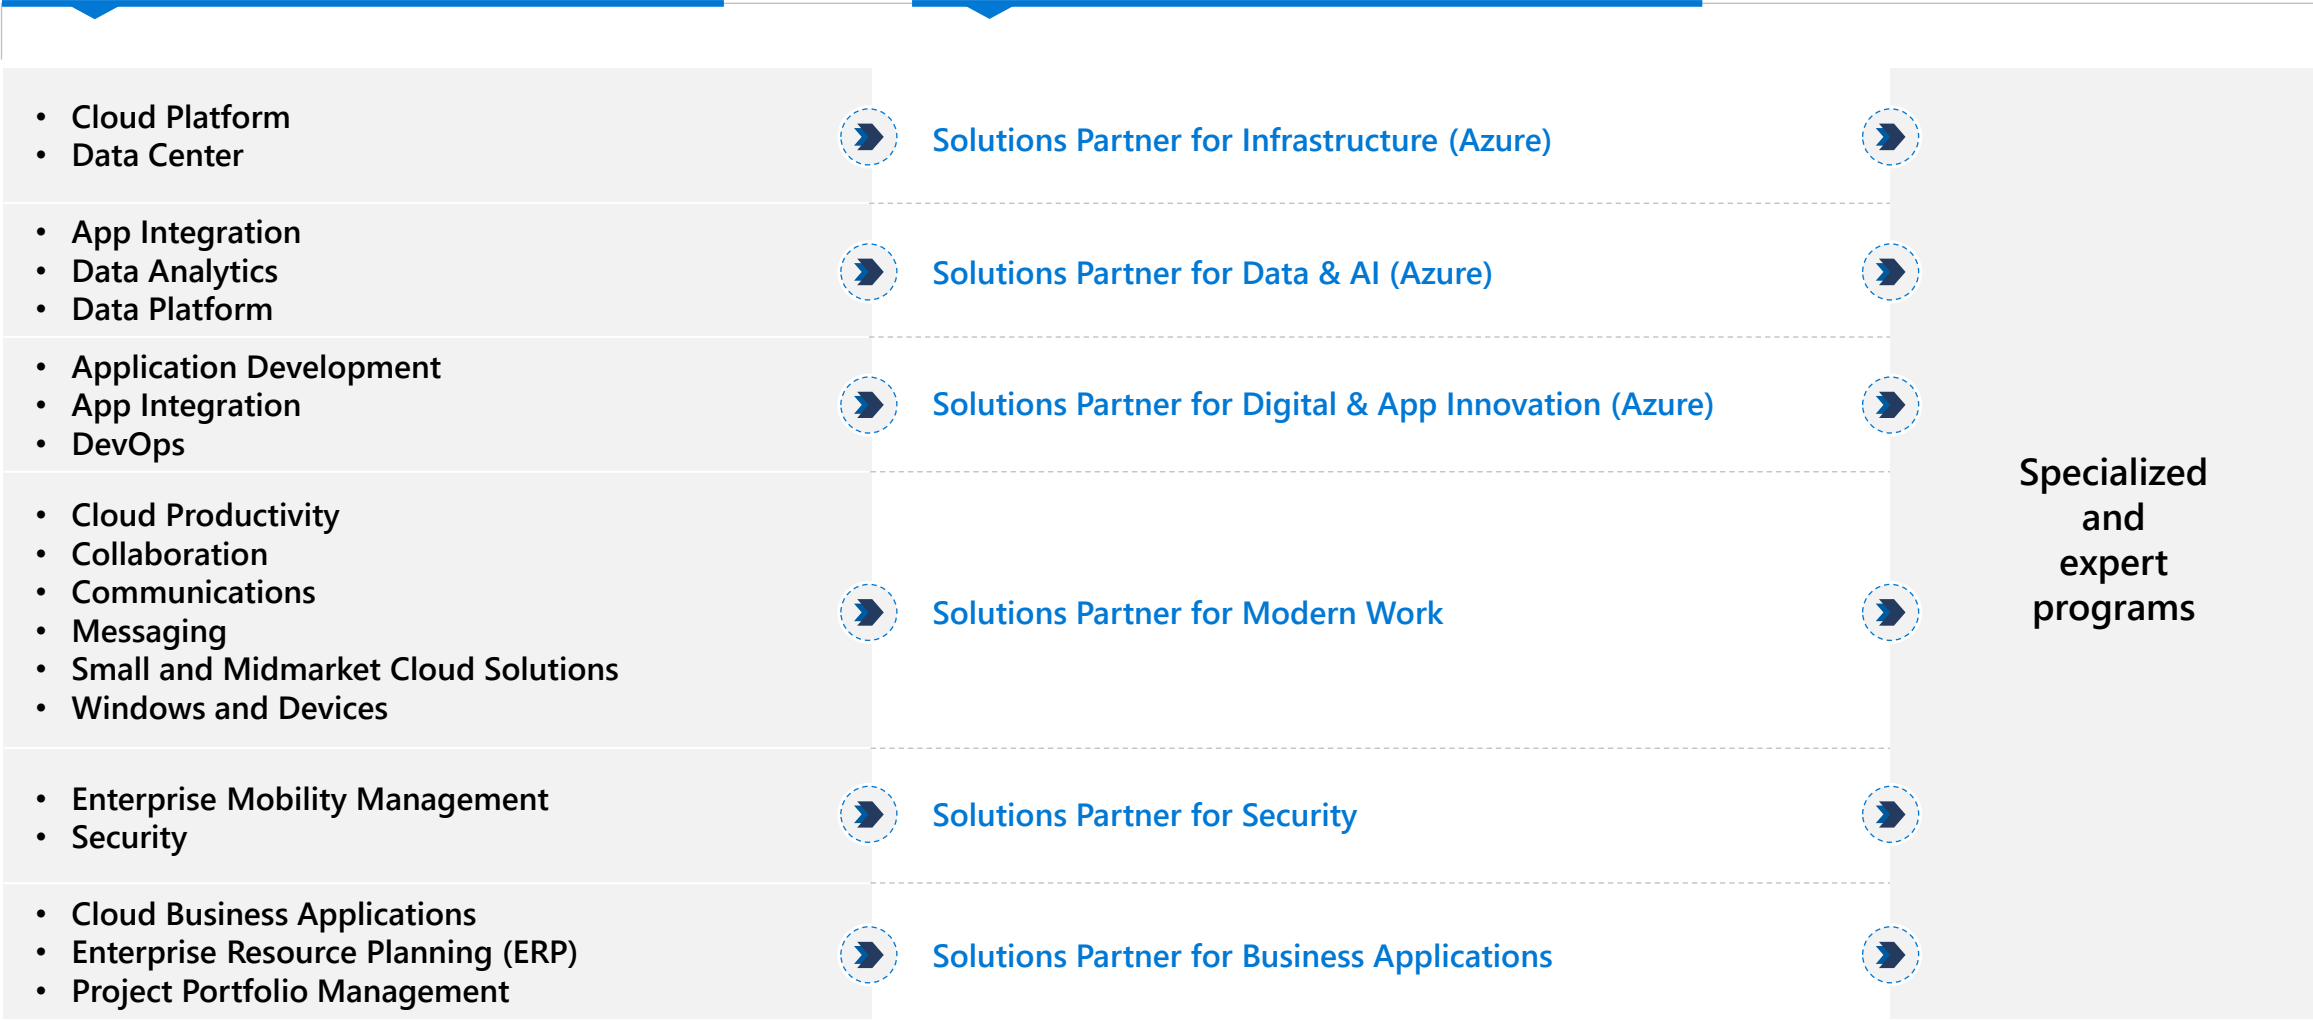 • Cloud Platform
• Data Center
Solutions Partner for Infrastructure (Azure)
• App Integration
• Data Analytics
• Data Platform
Solutions Partner for Data & AI (Azure)
• Application Development
• App Integration
• DevOps
Solutions Partner for Digital & App Innovation (Azure)
• Cloud Productivity
• Collaboration
• Communications
• Messaging
• Small and Midmarket Cloud Solutions
• Windows and Devices
Solutions Partner for Modern Work
• Enterprise Mobility Management
• Security
Solutions Partner for Security
• Cloud Business Applications
• Enterprise Resource Planning (ERP)
• Project Portfolio Management
Solutions Partner for Business Applications
Specialized
and
expert
programs